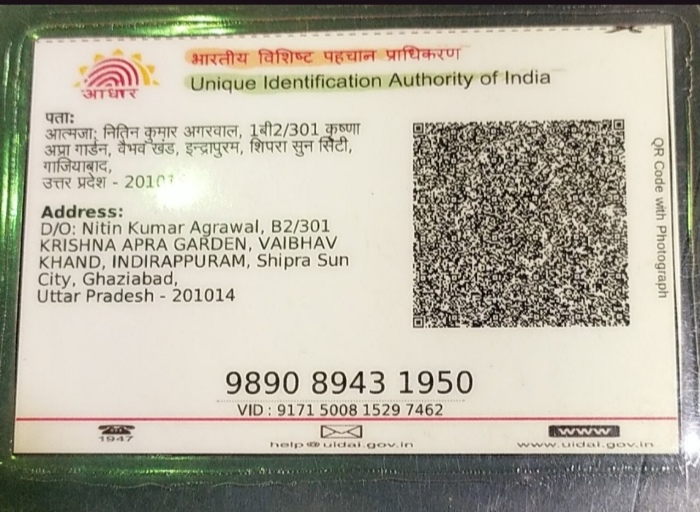 भारतीय विशिष्ट पहचान प्राधिकरण
Unique Identification Authority of India
आधार
पता:
आत्मजा: नितिन कुमार अगरवाल, 1बी2/301 कृष्णा
अप्रा गार्डन, वैभव खंड, इन्द्रापुरम, शिपरा सुन सिटी,
गाजियाबाद,
उत्तर प्रदेश -
Address:
D/O: Nitin Kumar Agrawal, B2/301
KRISHNA APRA GARDEN, VAIBHAV
KHAND, INDIRAPPURAM, Shipra Sun
City, Ghaziabad,
Uttar Pradesh - 201014
QR Code with Photograph
9890 8943 1950
VID : 9171 5008 1529 7462
1947
help@uidai.gov.in
WWW
www.uidai.gov.in